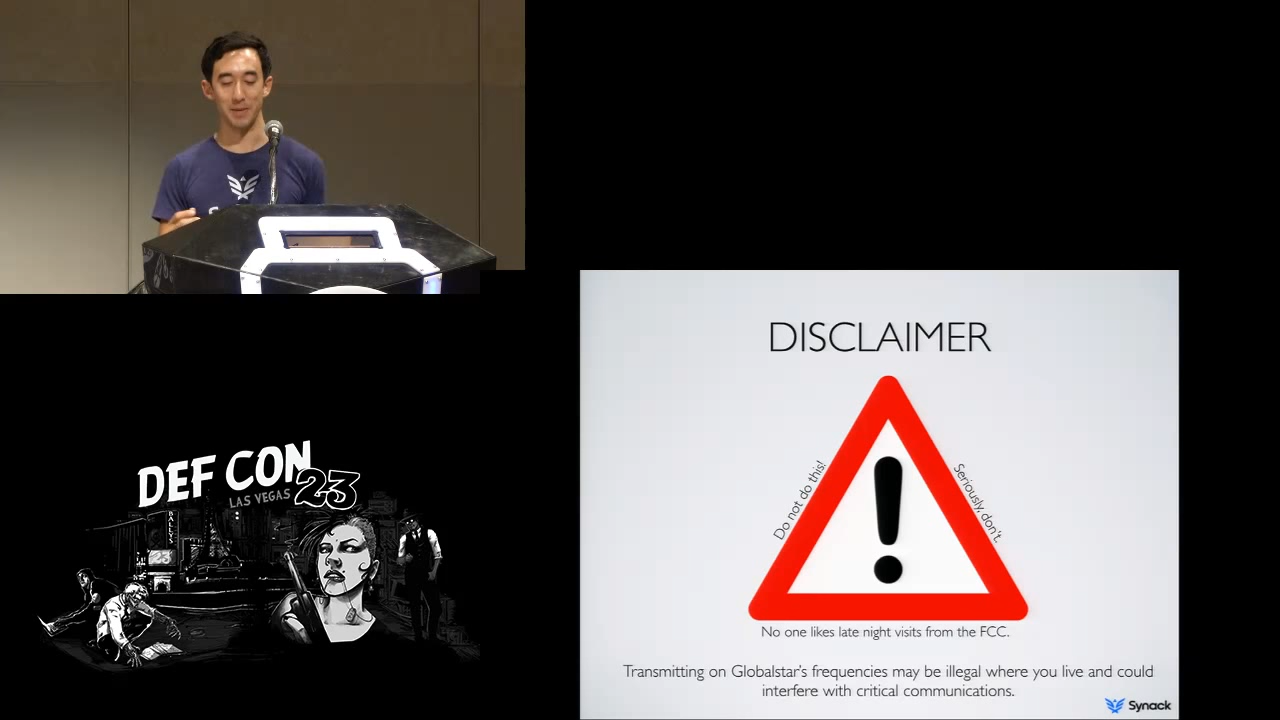 DISCLAIMER
Do not do this!
Seriously, don't.
No one likes late night visits from the FCC.
Transmitting on Globalstar's frequencies may be illegal where you live and could
interfere with critical communications.
Synack
DEF CON
LAS VEGAS 23
BALLYS
23